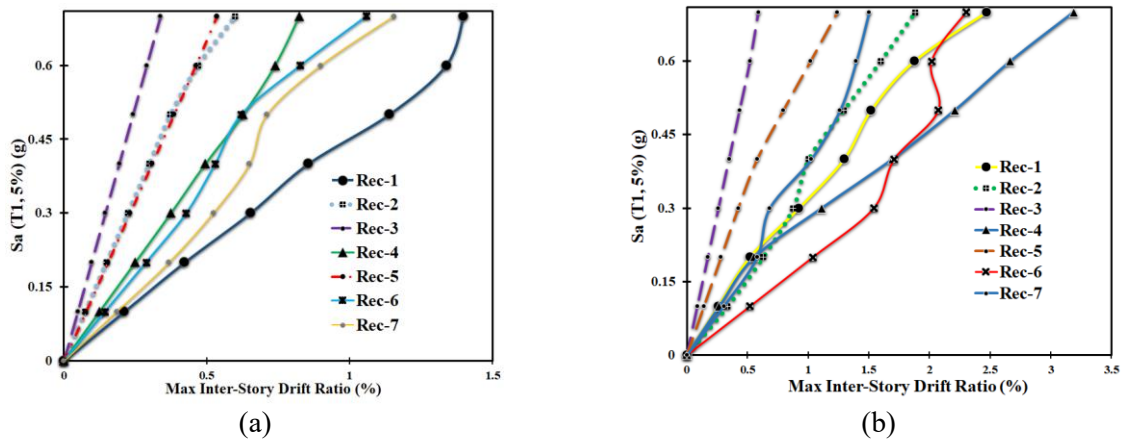 (a)
Sa (T1, 5%) (g)
0.6
0.45
0.3
0.15
0
0
0.5
1
1.5
Max Inter-Story Drift Ratio (%)
Rec-1
Rec-2
Rec-3
Rec-4
Rec-5
Rec-6
Rec-7
(a)
(b)
Sa (T1, 5%) (g)
0.6
0.45
0.3
0.15
0
0
0.5
1
1.5
2
2.5
3
3.5
Max Inter-Story Drift Ratio (%)
Rec-1
Rec-2
Rec-3
Rec-4
Rec-5
Rec-6
Rec-7
(b)